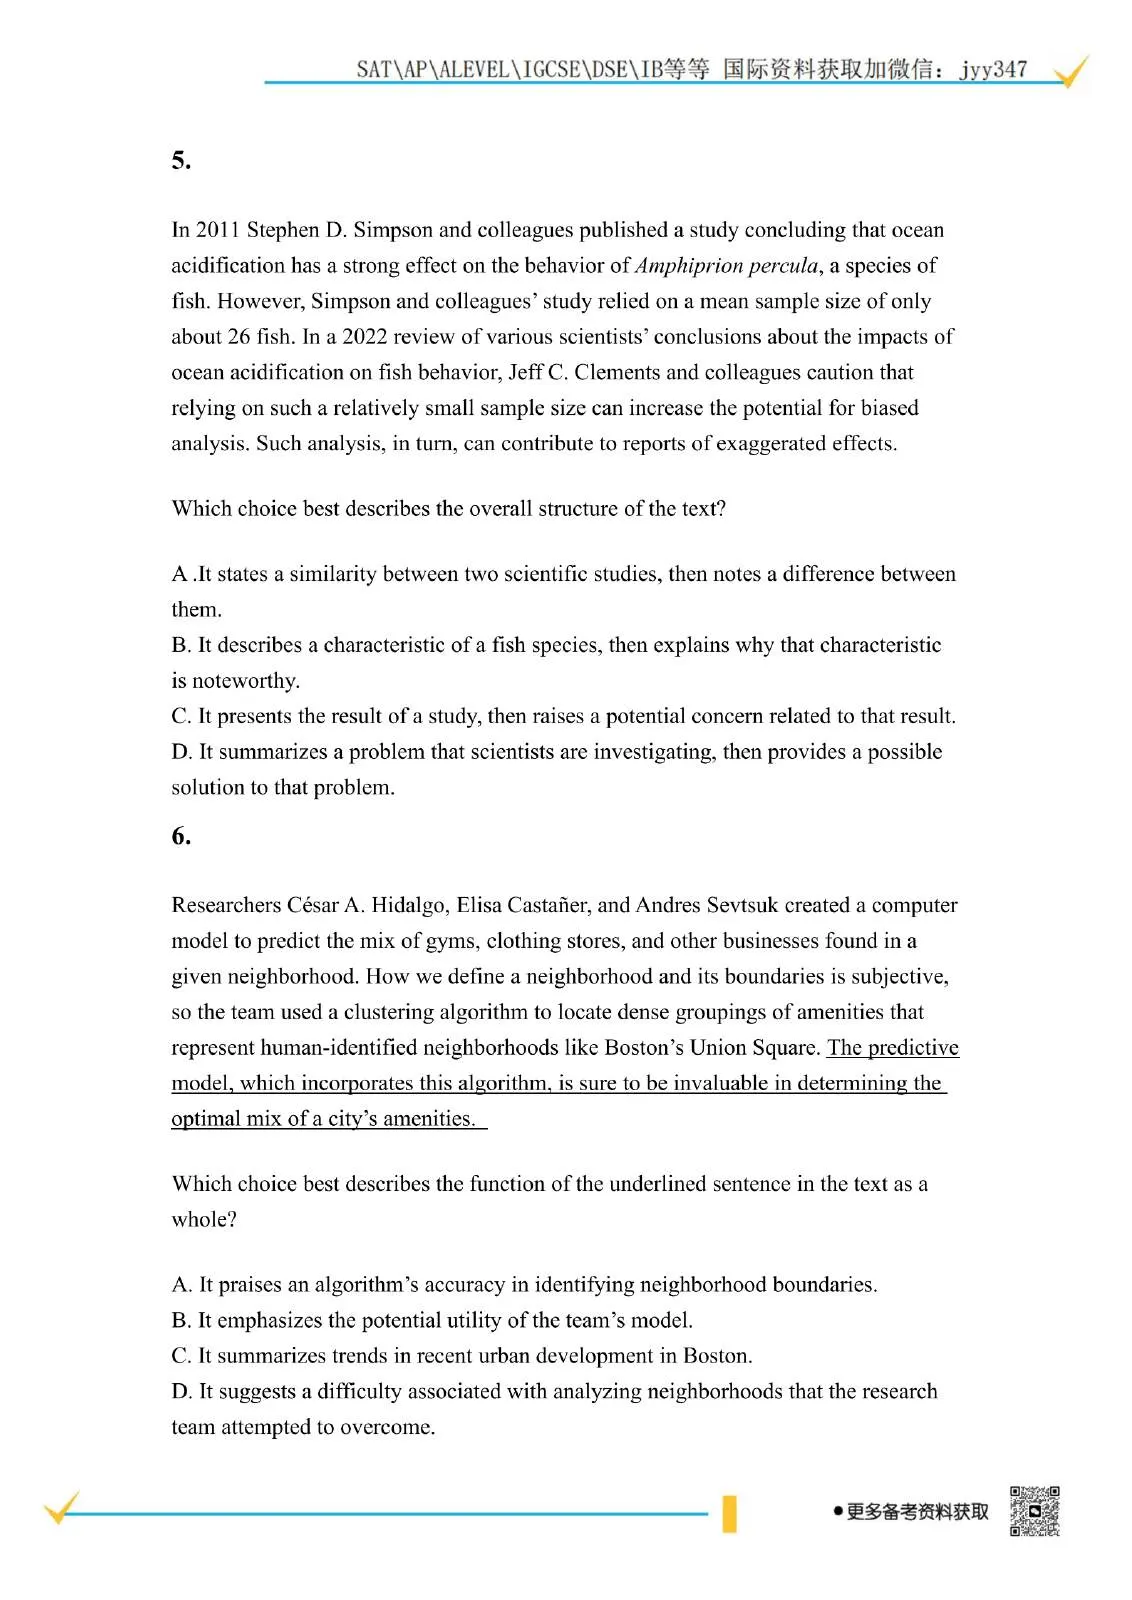 SAT\AP\ALEVEL\IGCSE\DSE\IB等等 国际资料获取加微信：jyy347
5.
In 2011 Stephen D. Simpson and colleagues published a study concluding that ocean
acidification has a strong effect on the behavior of Amphiprion percula, a species of
fish. However, Simpson and colleagues' study relied on a mean sample size of only
about 26 fish. In a 2022 review of various scientists' conclusions about the impacts of
ocean acidification on fish behavior, Jeff C. Clements and colleagues caution that
relying on such a relatively small sample size can increase the potential for biased
analysis. Such analysis, in turn, can contribute to reports of exaggerated effects.
Which choice best describes the overall structure of the text?
A .It states a similarity between two scientific studies, then notes a difference between
them.
B. It describes a characteristic of a fish species, then explains why that characteristic
is noteworthy.
C. It presents the result of a study, then raises a potential concern related to that result.
D. It summarizes a problem that scientists are investigating, then provides a possible
solution to that problem.
6.
Researchers César A. Hidalgo, Elisa Castañer, and Andres Sevtsuk created a computer
model to predict the mix of gyms, clothing stores, and other businesses found in a
given neighborhood. How we define a neighborhood and its boundaries is subjective,
so the team used a clustering algorithm to locate dense groupings of amenities that
represent human-identified neighborhoods like Boston's Union Square. The predictive
model, which incorporates this algorithm, is sure to be invaluable in determining the
optimal mix of a city's amenities.
Which choice best describes the function of the underlined sentence in the text as a
whole?
A. It praises an algorithm's accuracy in identifying neighborhood boundaries.
B. It emphasizes the potential utility of the team's model.
C. It summarizes trends in recent urban development in Boston.
D. It suggests a difficulty associated with analyzing neighborhoods that the research
team attempted to overcome.
●更多备考资料获取